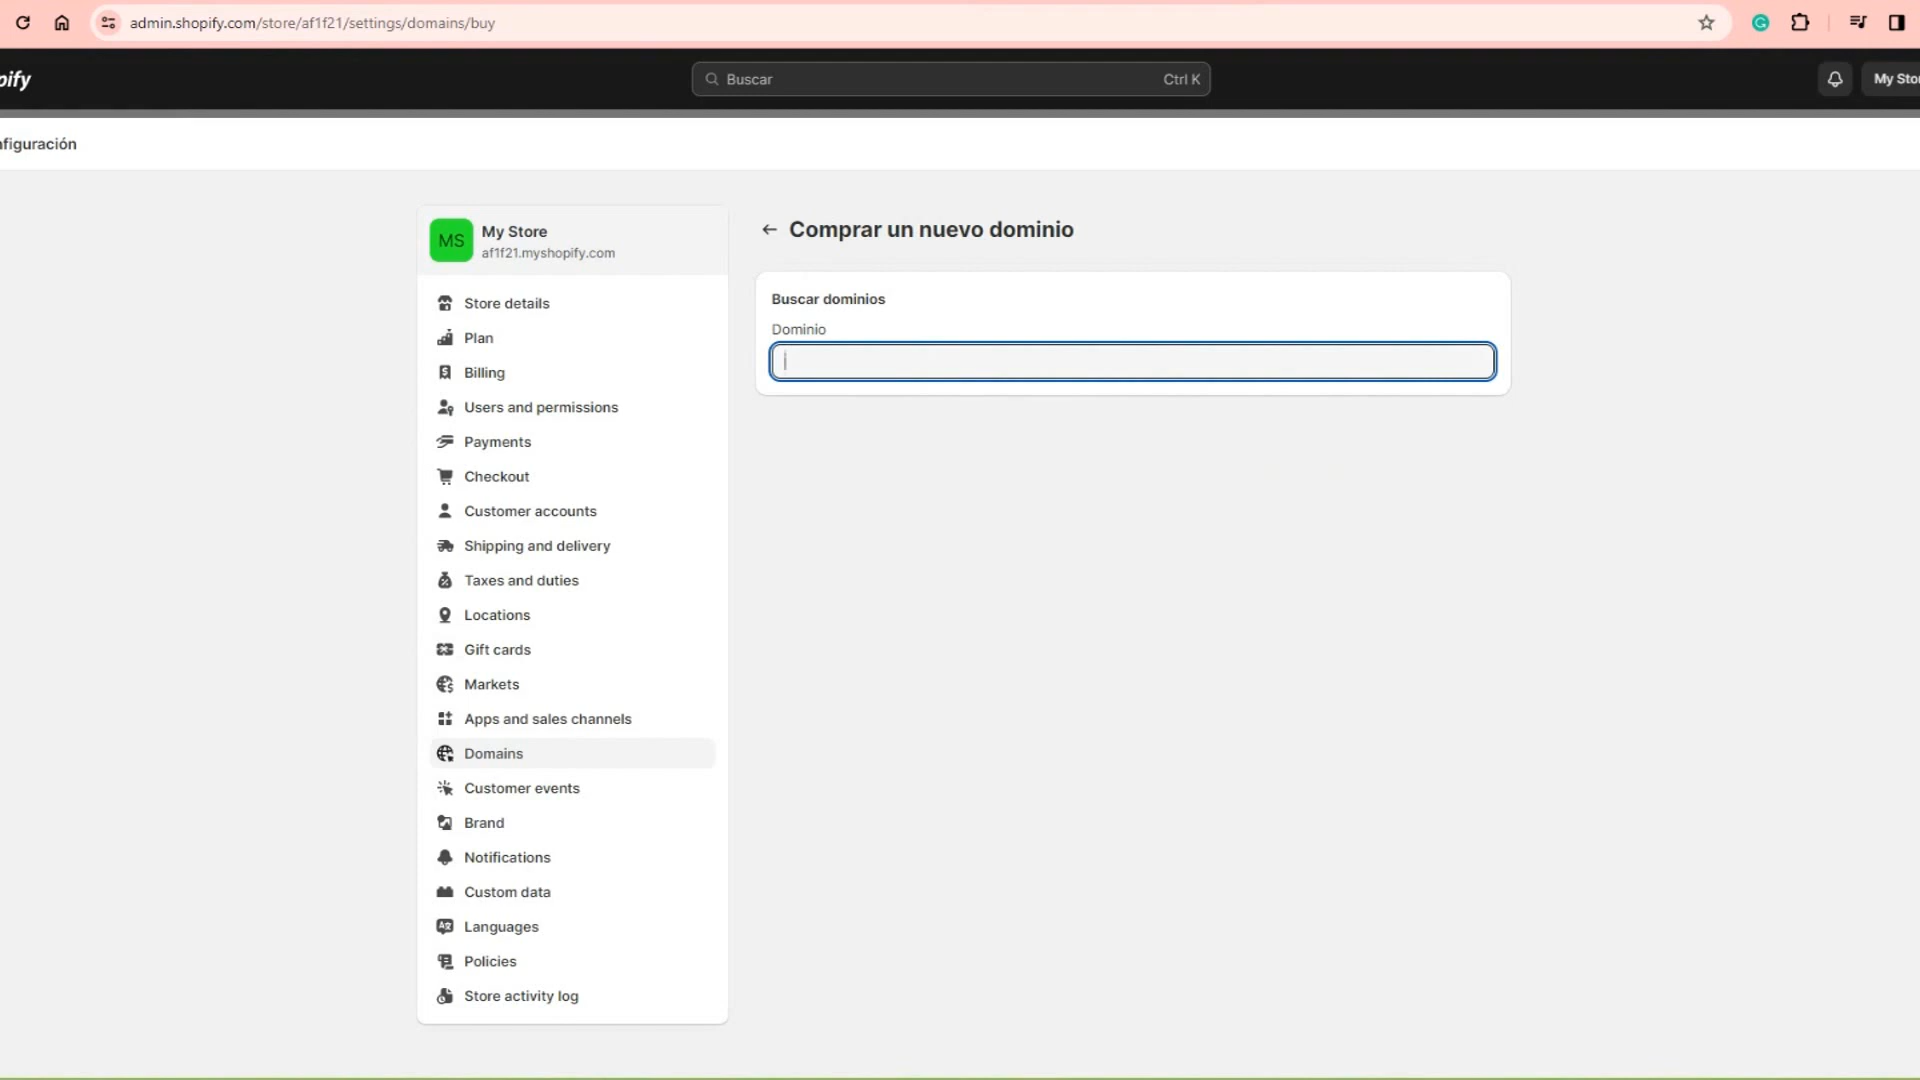 admin.shopify.com/store/af1f21/settings/domains/buy
pify
Buscar
Ctrl K
My Sto
nfiguración
MS
My Store
af1f21.myshopify.com
Store details
Plan
Billing
Users and permissions
Payments
Checkout
Customer accounts
Shipping and delivery
Taxes and duties
Locations
Gift cards
Markets
Apps and sales channels
Domains
Customer events
Brand
Notifications
Custom data
Languages
Policies
Store activity log
Comprar un nuevo dominio
Buscar dominios
Dominio